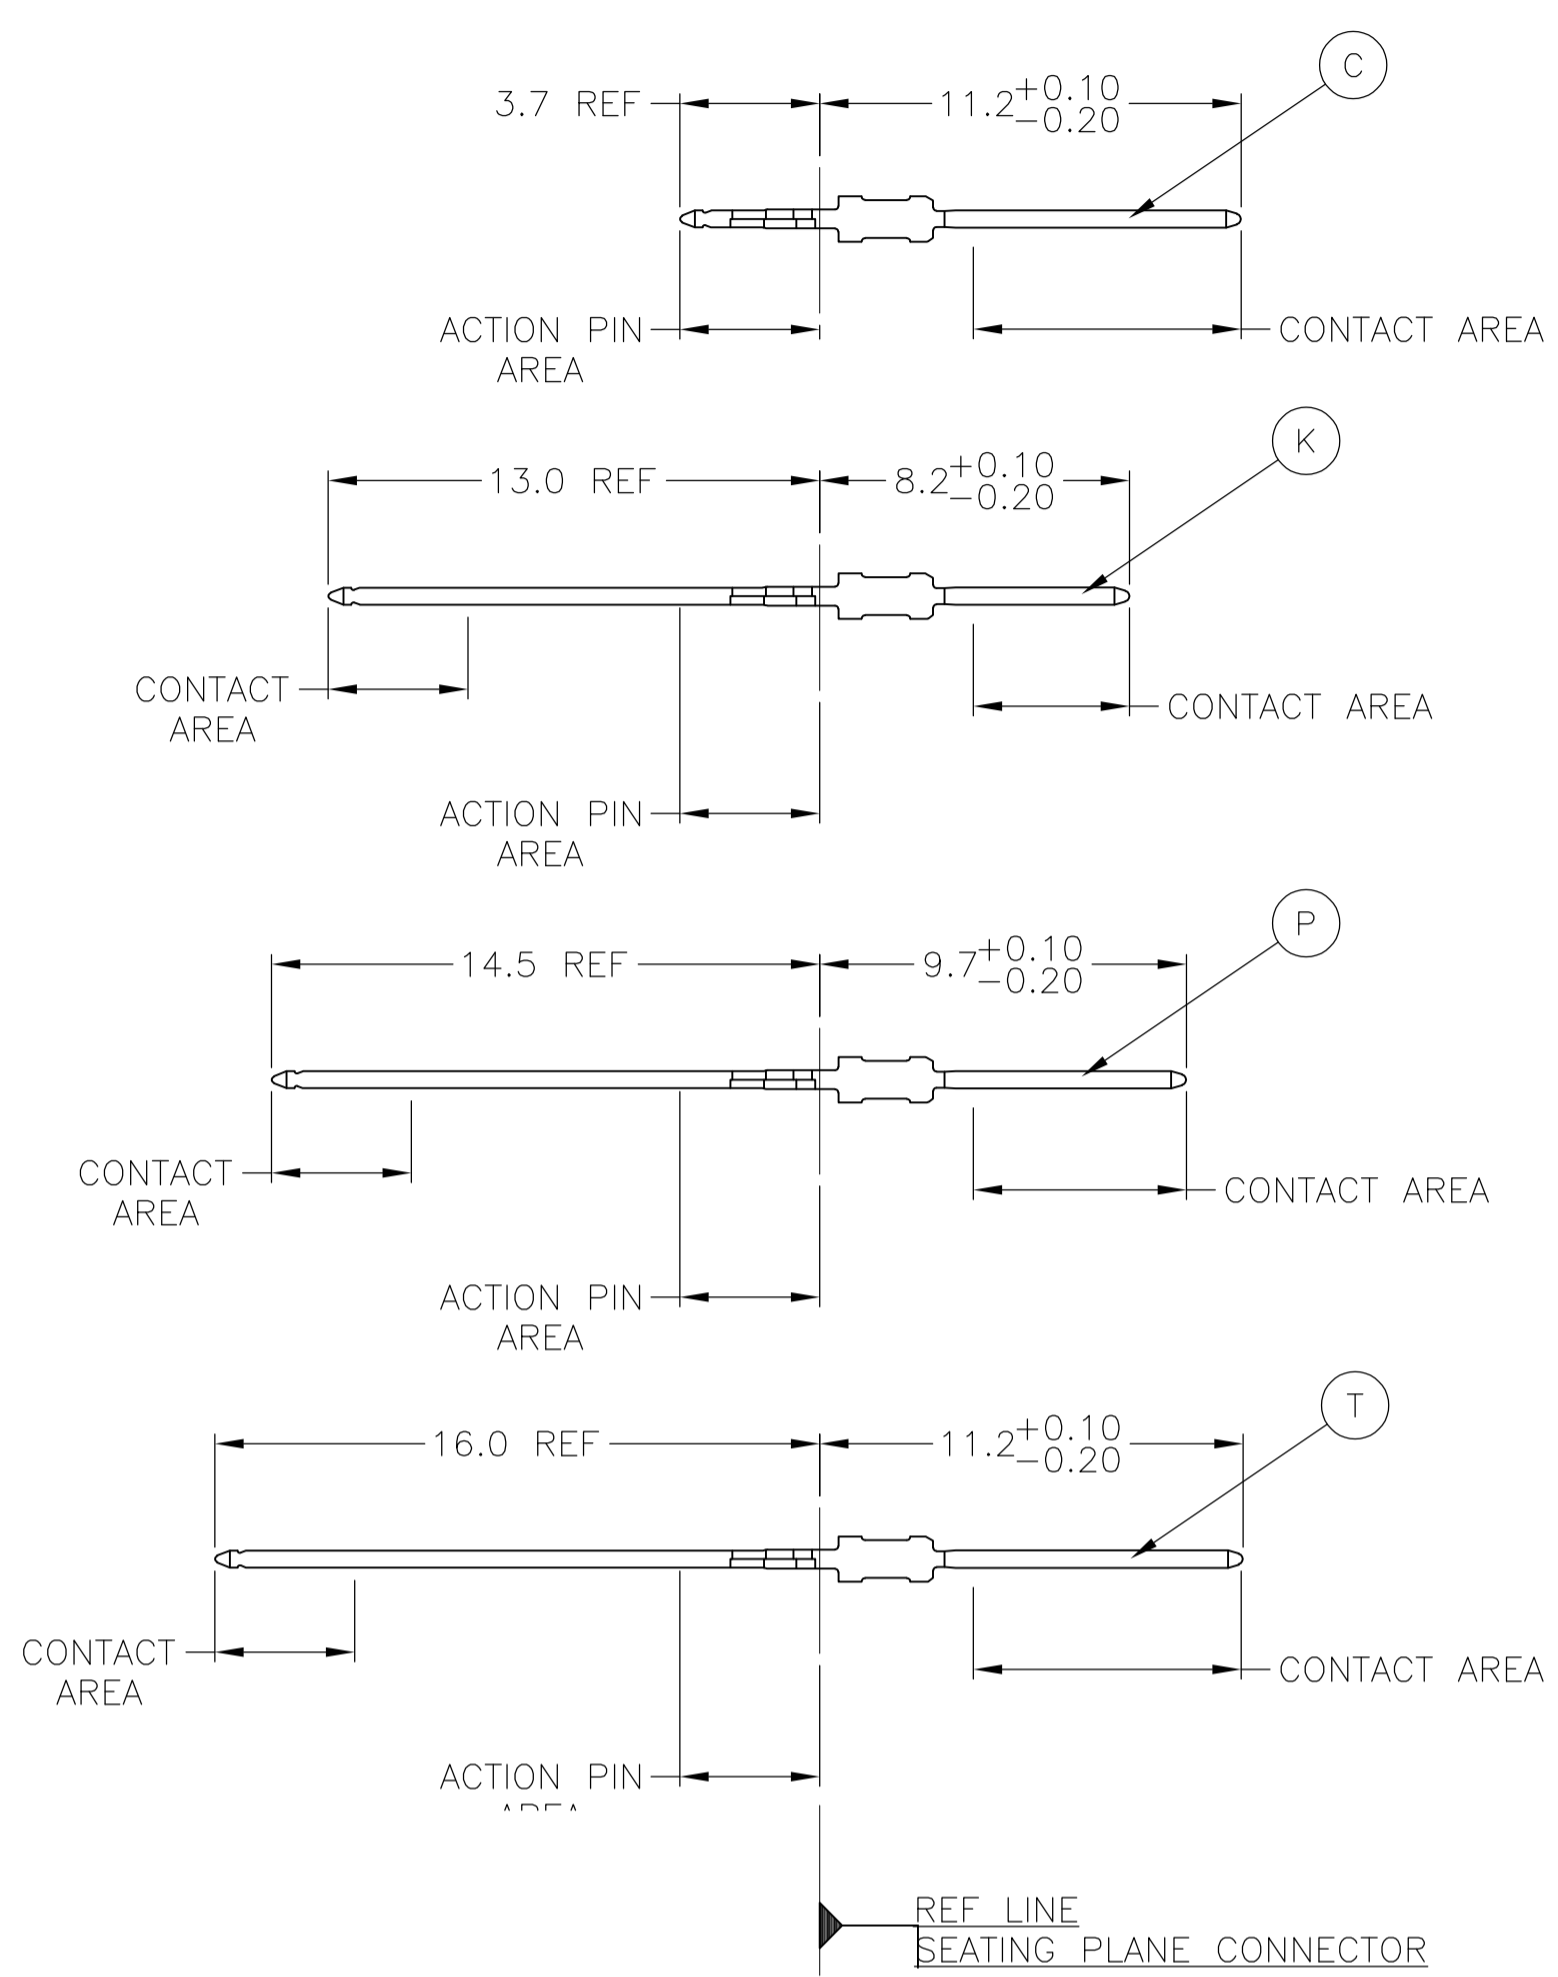 C
3.7 REF
11.2 +0.10 -0.20
ACTION PIN
AREA
CONTACT AREA
K
13.0 REF
8.2 +0.10 -0.20
CONTACT
AREA
CONTACT AREA
ACTION PIN
AREA
P
14.5 REF
9.7 +0.10 -0.20
CONTACT
AREA
CONTACT AREA
ACTION PIN
AREA
T
16.0 REF
11.2 +0.10 -0.20
CONTACT
AREA
CONTACT AREA
ACTION PIN
AREA
REF LINE
SEATING PLANE CONNECTOR